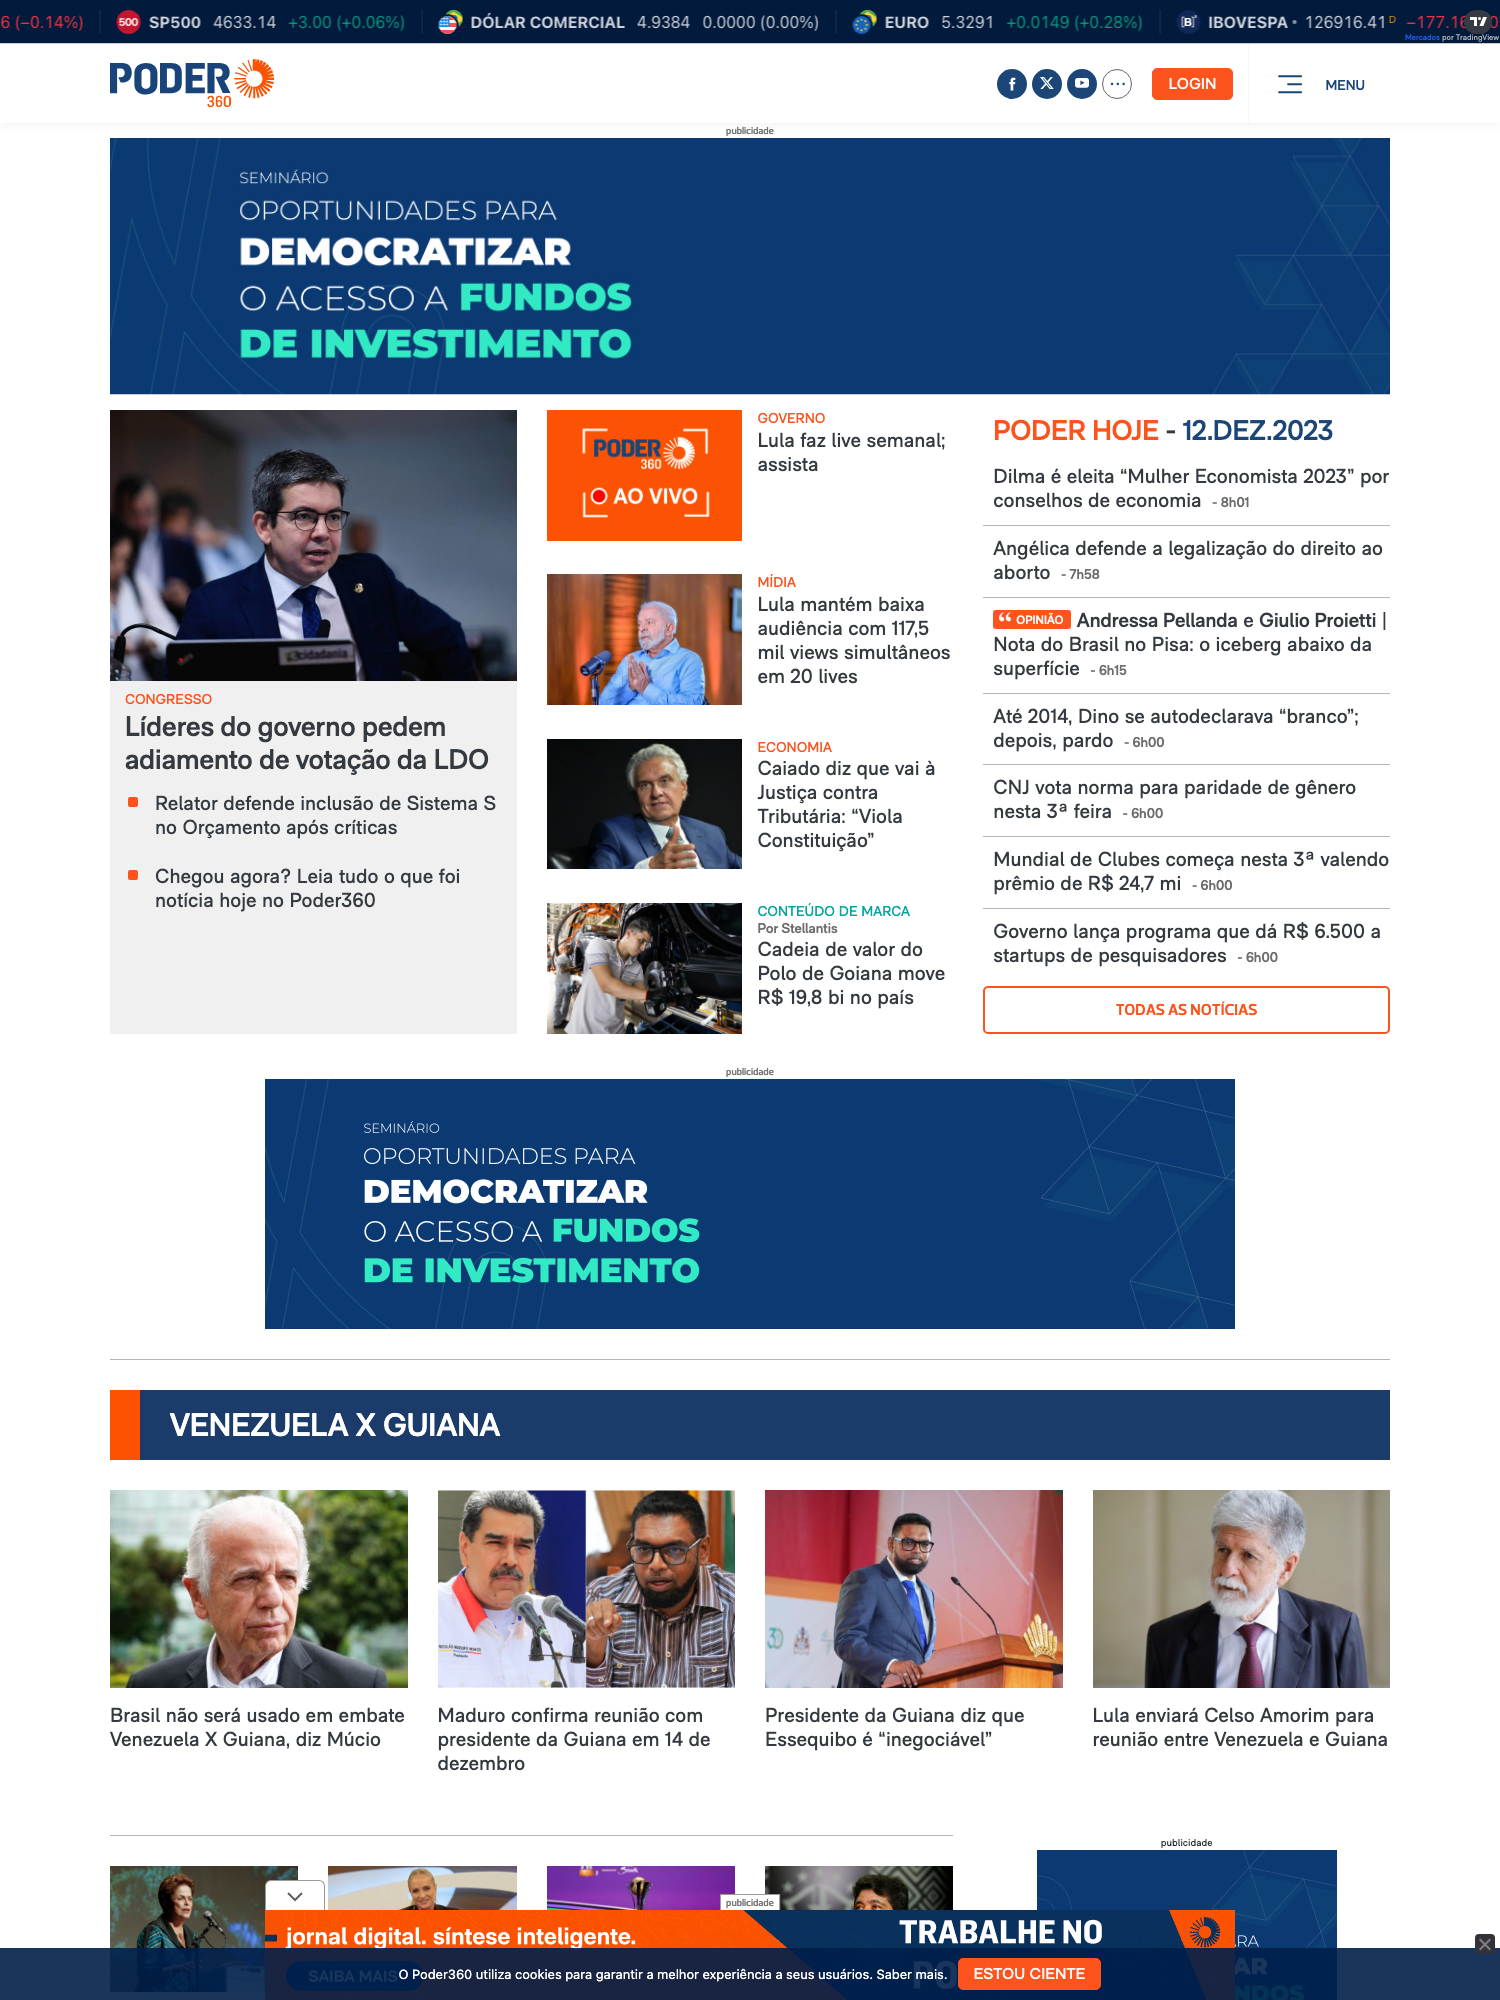 6 (−0.14%)
500 SP500 4633.14 +3.00 (+0.06%)
DÓLAR COMERCIAL 4.9384 0.0000 (0.00%)
EURO 5.3291 +0.0149 (+0.28%)
IBOVESPA • 126916.41 D
Mercados por TradingView
PODER
360
LOGIN
MENU
publicidade
SEMINÁRIO
OPORTUNIDADES PARA
DEMOCRATIZAR
O ACESSO A FUNDOS
DE INVESTIMENTO
CONGRESSO
Líderes do governo pedem
adiamento de votação da LDO
Relator defende inclusão de Sistema S
no Orçamento após críticas
Chegou agora? Leia tudo o que foi
notícia hoje no Poder360
PODER
360
AO VIVO
GOVERNO
Lula faz live semanal;
assista
MÍDIA
Lula mantém baixa
audiência com 117,5
mil views simultâneos
em 20 lives
ECONOMIA
Caiado diz que vai à
Justiça contra
Tributária: “Viola
Constituição”
CONTEÚDO DE MARCA
Por Stellantis
Cadeia de valor do
Polo de Goiana move
R$ 19,8 bi no país
PODER HOJE - 12.DEZ.2023
Dilma é eleita “Mulher Economista 2023” por
conselhos de economia - 8h01
Angélica defende a legalização do direito ao
aborto - 7h58
“ OPINIÃO Andressa Pellanda e Giulio Proietti |
Nota do Brasil no Pisa: o iceberg abaixo da
superfície - 6h15
Até 2014, Dino se autodeclarava “branco”;
depois, pardo - 6h00
CNJ vota norma para paridade de gênero
nesta 3ª feira - 6h00
Mundial de Clubes começa nesta 3ª valendo
prêmio de R$ 24,7 mi - 6h00
Governo lança programa que dá R$ 6.500 a
startups de pesquisadores - 6h00
TODAS AS NOTÍCIAS
publicidade
SEMINÁRIO
OPORTUNIDADES PARA
DEMOCRATIZAR
O ACESSO A FUNDOS
DE INVESTIMENTO
VENEZUELA X GUIANA
Brasil não será usado em embate
Venezuela X Guiana, diz Múcio
Maduro confirma reunião com
presidente da Guiana em 14 de
dezembro
Presidente da Guiana diz que
Essequibo é “inegociável”
Lula enviará Celso Amorim para
reunião entre Venezuela e Guiana
publicidade
publicidade
jornal digital. síntese inteligente.
TRABALHE NO
SAIBA MAIS
O Poder360 utiliza cookies para garantir a melhor experiência a seus usuários. Saber mais.
ESTOU CIENTE